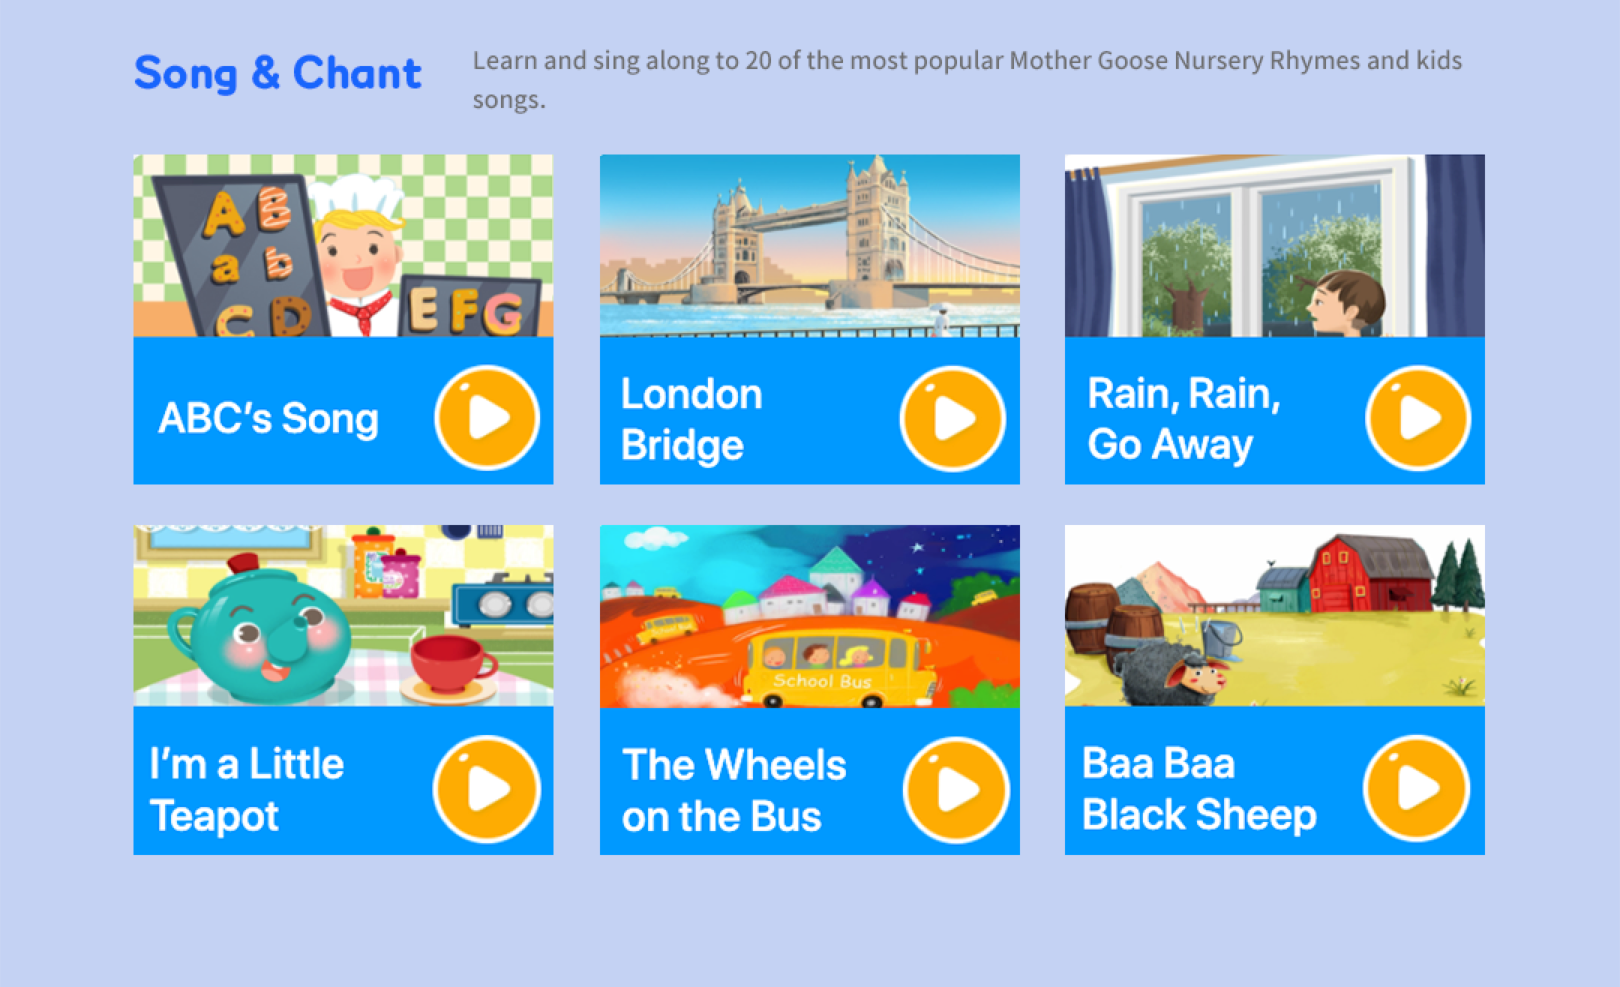 Song & Chant
Learn and sing along to 20 of the most popular Mother Goose Nursery Rhymes and kids
songs.
A B
a b
C D
E F G
ABC's Song
London
Bridge
Rain, Rain,
Go Away
I'm a Little
Teapot
School Bus
The Wheels
on the Bus
Baa Baa
Black Sheep